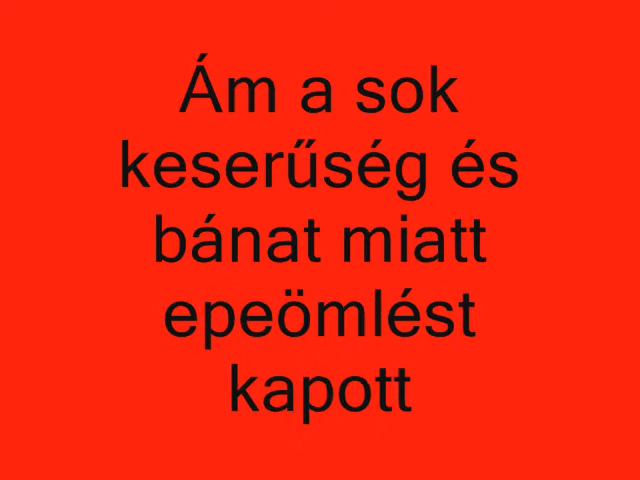 Ám a sok
keserűség és
bánat miatt
epeömlést
kapott